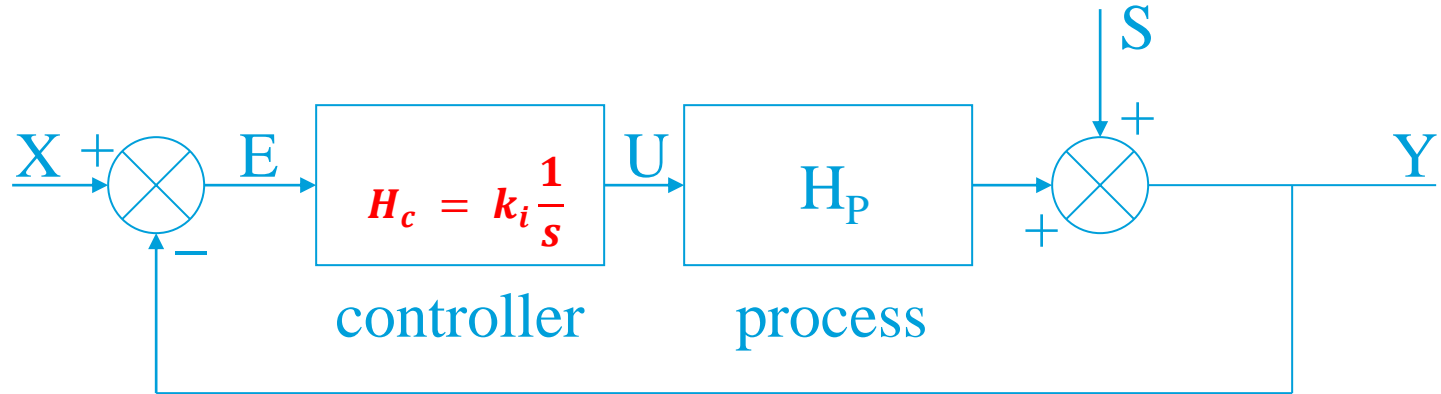 S
+
X + E U Y
H_c = k_i 1/s
H_P
− +
controller process